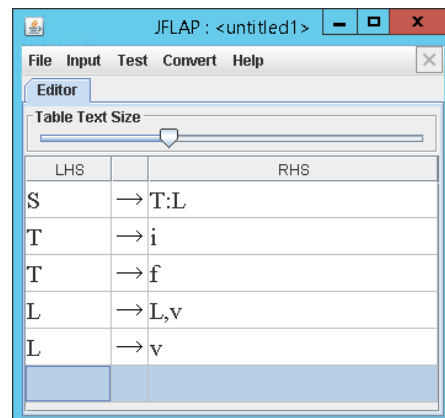 JFLAP : <untitled1>
File Input Test Convert Help
Editor
Table Text Size
LHS RHS
S → T:L
T → i
T → f
L → L,v
L → v